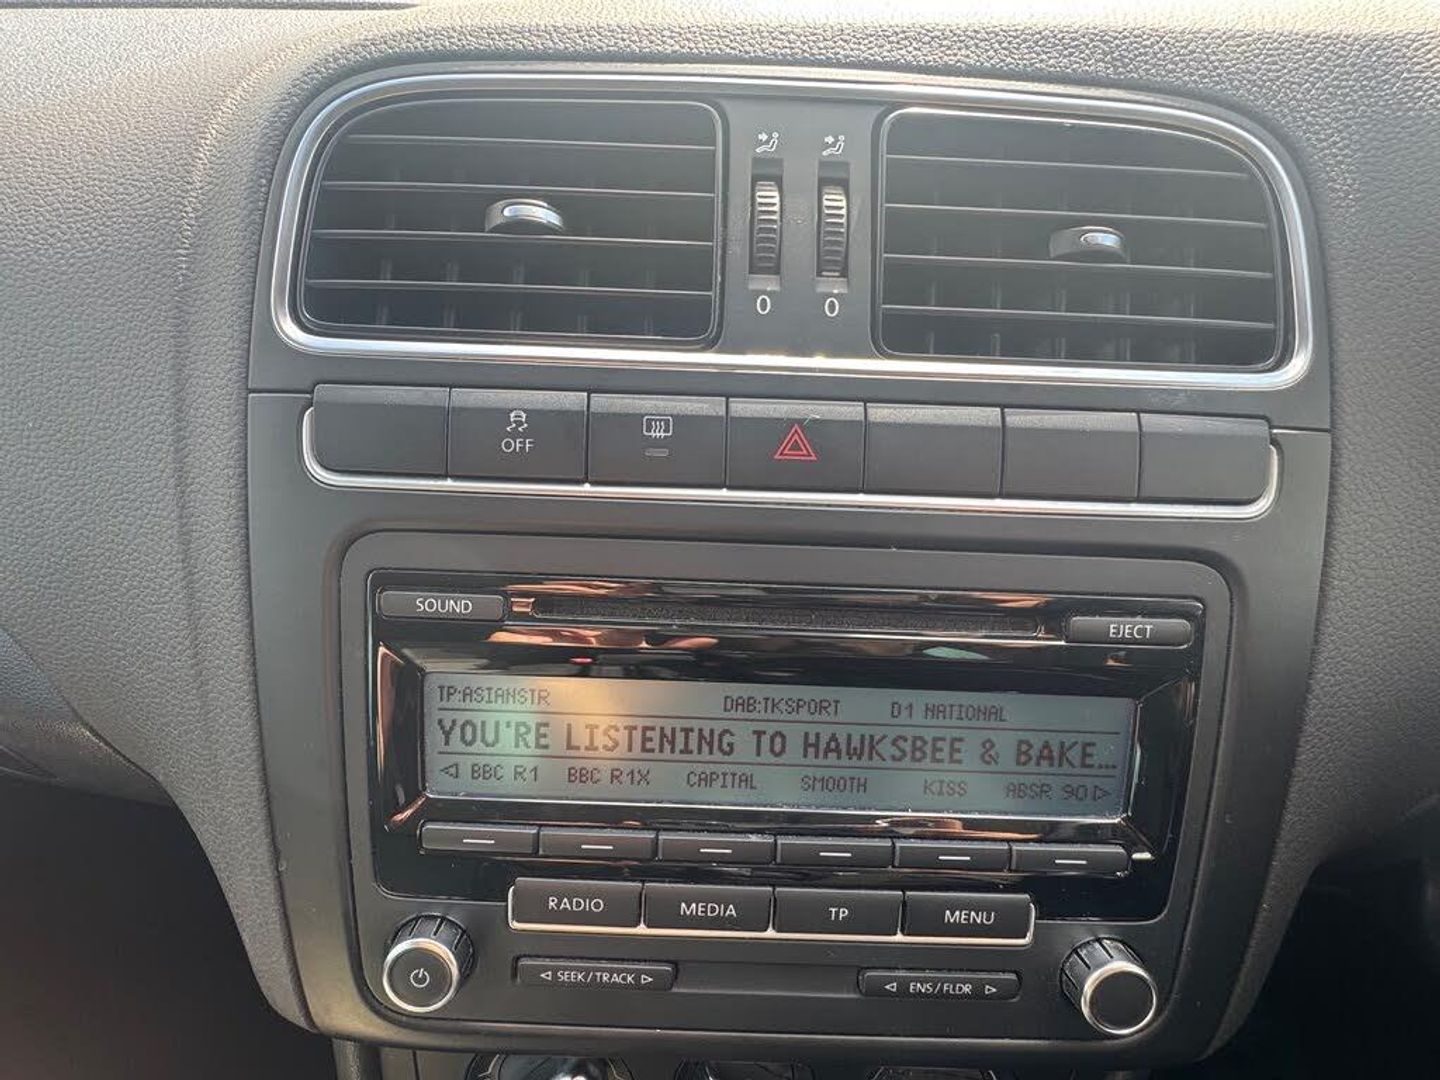 0 0
OFF
SOUND
EJECT
TP:ASIANSTR DAB:TKSPORT D1 NATIONAL
YOU'RE LISTENING TO HAWKSBEE & BAKE...
◁ BBC R1 BBC R1X CAPITAL SMOOTH KISS ABSR 90▷
RADIO MEDIA TP MENU
◁ SEEK/TRACK ▷ ◁ ENS/FLDR ▷